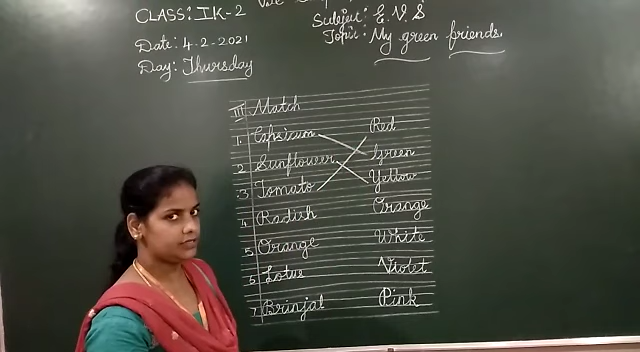 CLASS: IK-2
Subject: E.V.S
Date: 4-2-2021
Topic: My green friends.
Day: Thursday
III Match
1. Capsicum Red
2 Sunflower Green
3 Tomato Yellow
4 Radish Orange
5 Orange White
6 Lotus Violet
7 Brinjal Pink